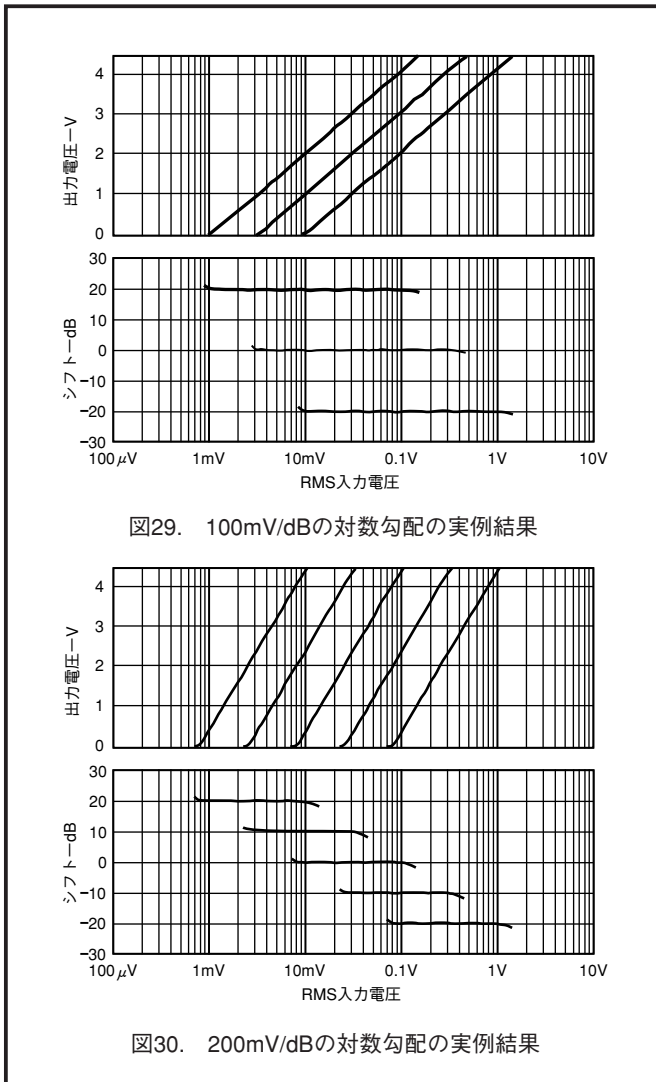 4
3
2
1
0
出力電圧－V
30
20
10
0
−10
−20
−30
シフト－dB
100μV
1mV
10mV
0.1V
1V
10V
RMS入力電圧
図29. 100mV/dBの対数勾配の実例結果
4
3
2
1
0
出力電圧－V
30
20
10
0
−10
−20
−30
シフト－dB
100μV
1mV
10mV
0.1V
1V
10V
RMS入力電圧
図30. 200mV/dBの対数勾配の実例結果